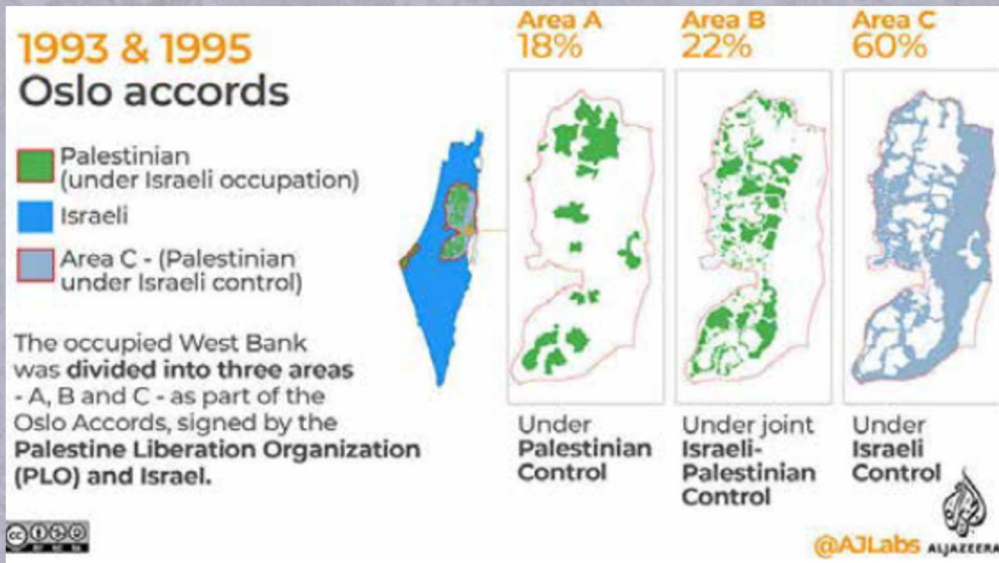 1993 & 1995
Oslo accords
Palestinian
(under Israeli occupation)
Israeli
Area C - (Palestinian
under Israeli control)
The occupied West Bank
was divided into three areas
- A, B and C - as part of the
Oslo Accords, signed by the
Palestine Liberation Organization
(PLO) and Israel.
Area A
18%
Under
Palestinian
Control
Area B
22%
Under joint
Israeli-
Palestinian
Control
Area C
60%
Under
Israeli
Control
cc
@AJLabs
ALJAZEERA